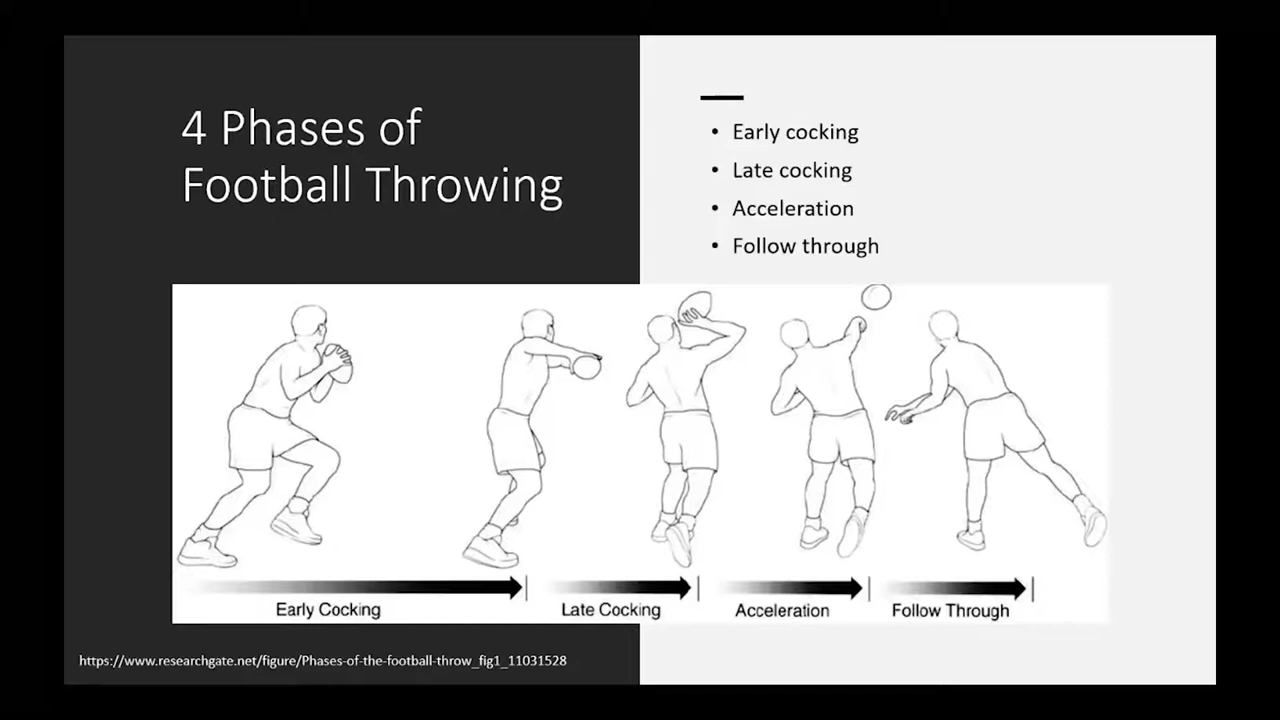 4 Phases of
Football Throwing
• Early cocking
• Late cocking
• Acceleration
• Follow through
Early Cocking
Late Cocking
Acceleration
Follow Through
https://www.researchgate.net/figure/Phases-of-the-football-throw_fig1_11031528